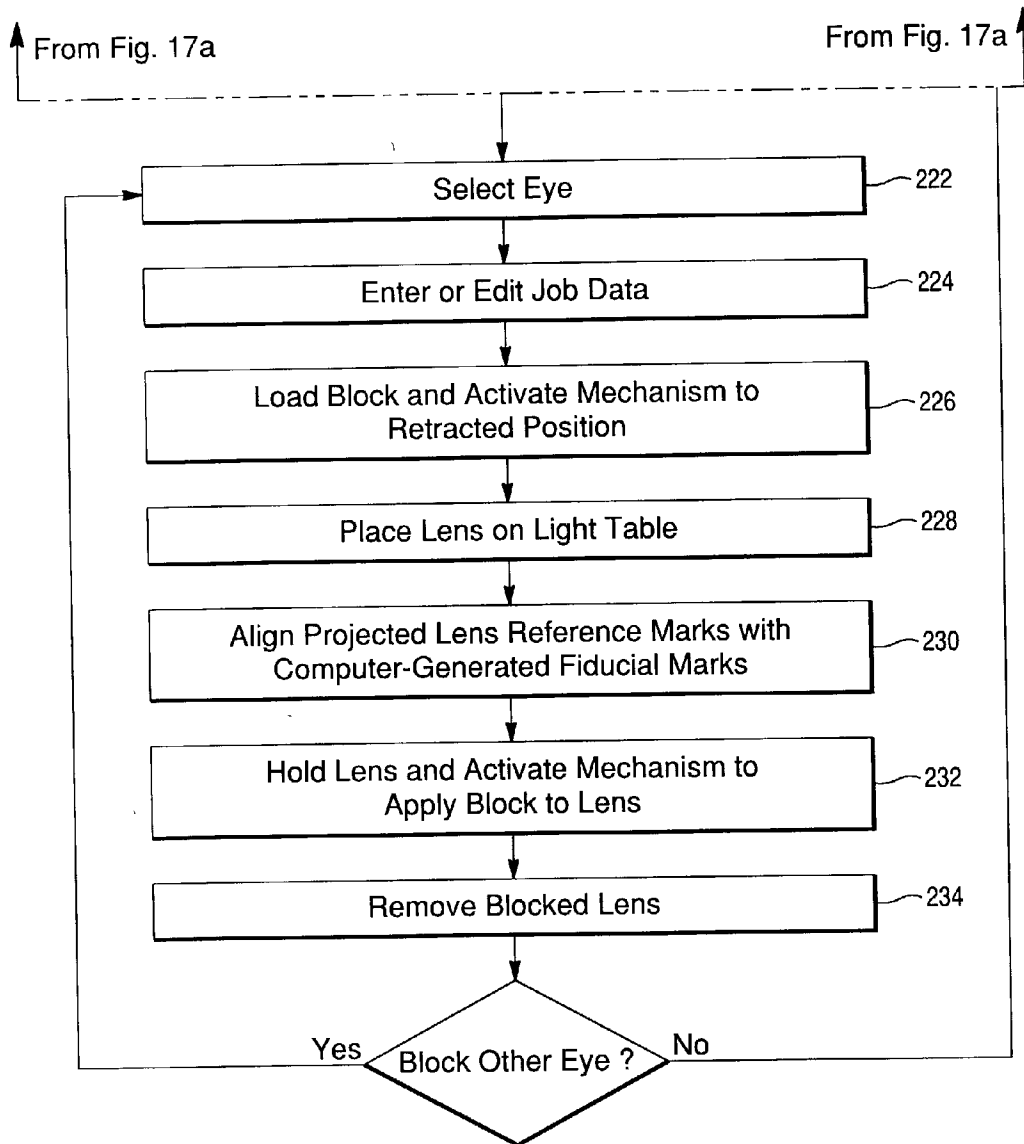 From Fig. 17a
From Fig. 17a
Select Eye
222
Enter or Edit Job Data
224
Load Block and Activate Mechanism to
Retracted Position
226
Place Lens on Light Table
228
Align Projected Lens Reference Marks with
Computer-Generated Fiducial Marks
230
Hold Lens and Activate Mechanism to
Apply Block to Lens
232
Remove Blocked Lens
234
Yes
Block Other Eye ?
No